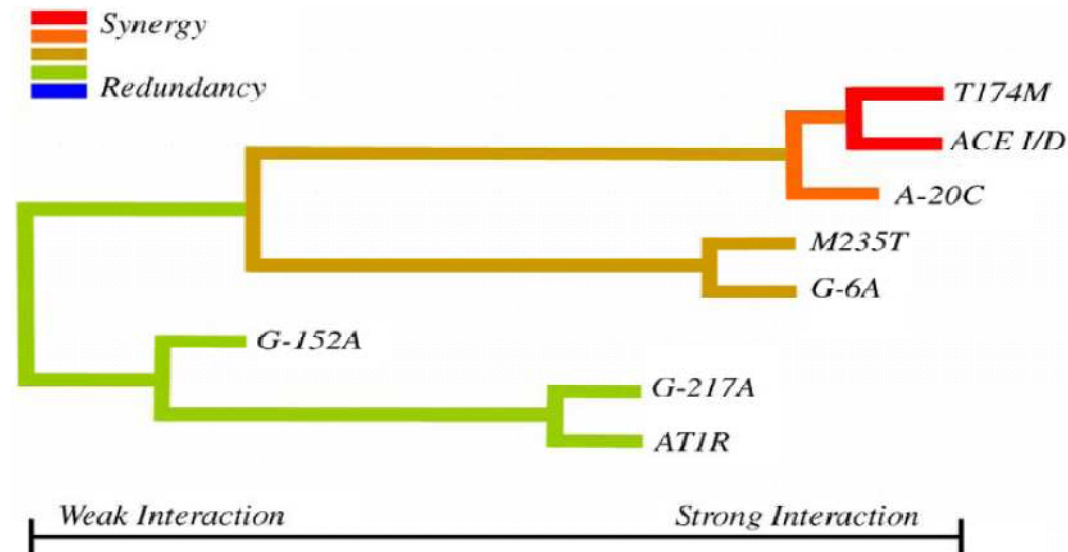 Synergy
Redundancy
T174M
ACE I/D
A-20C
M235T
G-6A
G-152A
G-217A
AT1R
Weak Interaction
Strong Interaction